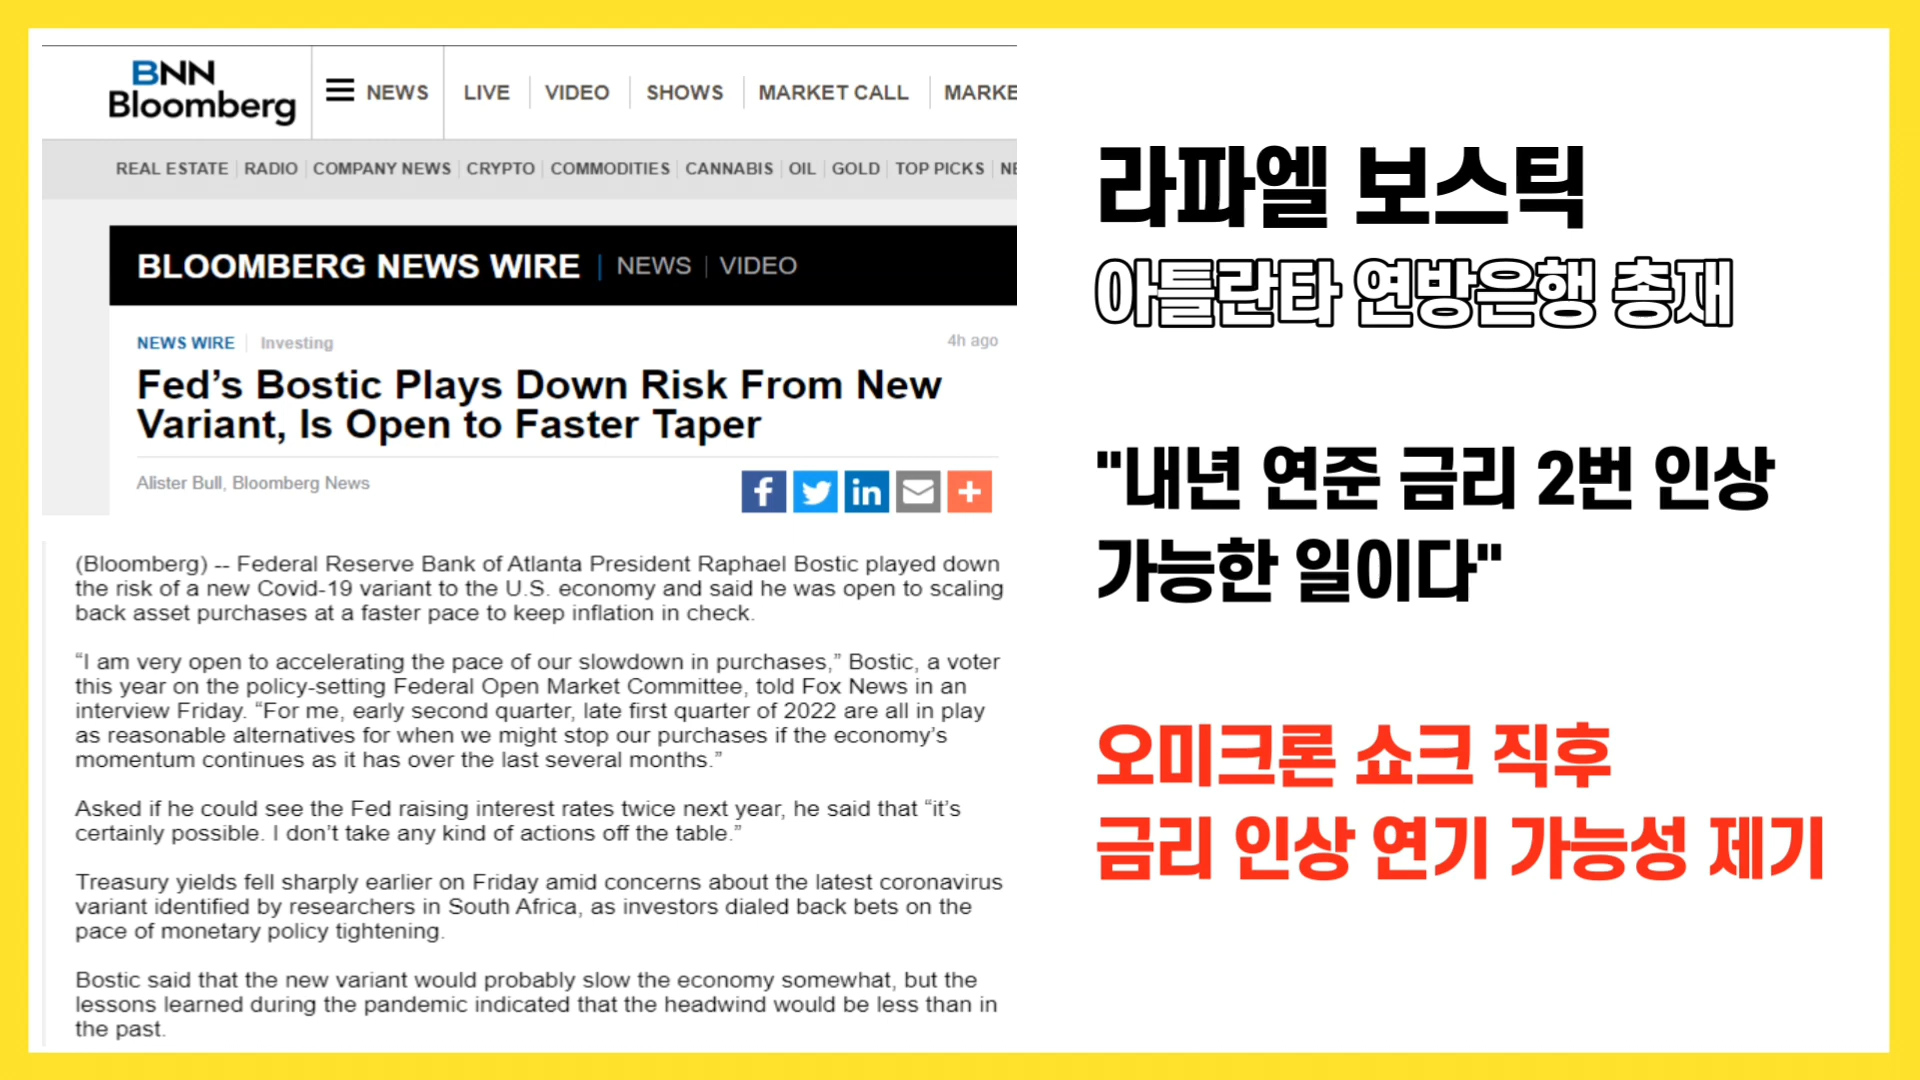 BNN
Bloomberg
NEWS
LIVE
VIDEO
SHOWS
MARKET CALL
MARKE
REAL ESTATE
RADIO
COMPANY NEWS
CRYPTO
COMMODITIES
CANNABIS
OIL
GOLD
TOP PICKS
NE
BLOOMBERG NEWS WIRE
NEWS
VIDEO
NEWS WIRE
Investing
4h ago
Fed’s Bostic Plays Down Risk From New
Variant, Is Open to Faster Taper
Alister Bull, Bloomberg News
(Bloomberg) -- Federal Reserve Bank of Atlanta President Raphael Bostic played down
the risk of a new Covid-19 variant to the U.S. economy and said he was open to scaling
back asset purchases at a faster pace to keep inflation in check.
“I am very open to accelerating the pace of our slowdown in purchases,” Bostic, a voter
this year on the policy-setting Federal Open Market Committee, told Fox News in an
interview Friday. “For me, early second quarter, late first quarter of 2022 are all in play
as reasonable alternatives for when we might stop our purchases if the economy’s
momentum continues as it has over the last several months.”
Asked if he could see the Fed raising interest rates twice next year, he said that “it’s
certainly possible. I don’t take any kind of actions off the table.”
Treasury yields fell sharply earlier on Friday amid concerns about the latest coronavirus
variant identified by researchers in South Africa, as investors dialed back bets on the
pace of monetary policy tightening.
Bostic said that the new variant would probably slow the economy somewhat, but the
lessons learned during the pandemic indicated that the headwind would be less than in
the past.
라파엘 보스틱
아틀란타 연방은행 총재
"내년 연준 금리 2번 인상
가능한 일이다"
오미크론 쇼크 직후
금리 인상 연기 가능성 제기